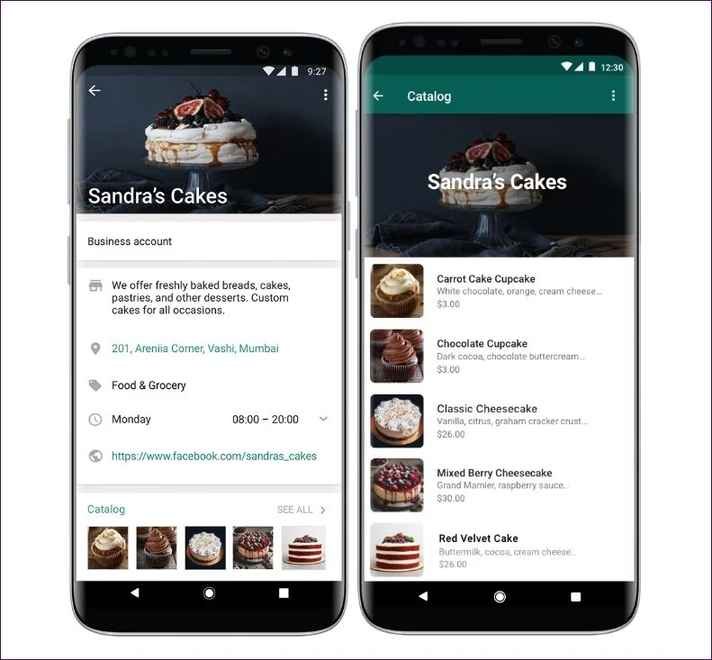 9:27
Sandra's Cakes
Business account
We offer freshly baked breads, cakes,
pastries, and other desserts. Custom
cakes for all occasions.
201, Areniia Corner, Vashi, Mumbai
Food & Grocery
Monday 08:00 – 20:00
https://www.facebook.com/sandras_cakes
Catalog SEE ALL
12:30
Catalog
Sandra's Cakes
Carrot Cake Cupcake
White chocolate, orange, cream cheese...
$3.00
Chocolate Cupcake
Dark cocoa, chocolate buttercream...
$3.00
Classic Cheesecake
Vanilla, citrus, graham cracker crust...
$26.00
Mixed Berry Cheesecake
Grand Marnier, raspberry sauce...
$30.00
Red Velvet Cake
Buttermilk, cocoa, cream cheese...
$26.00